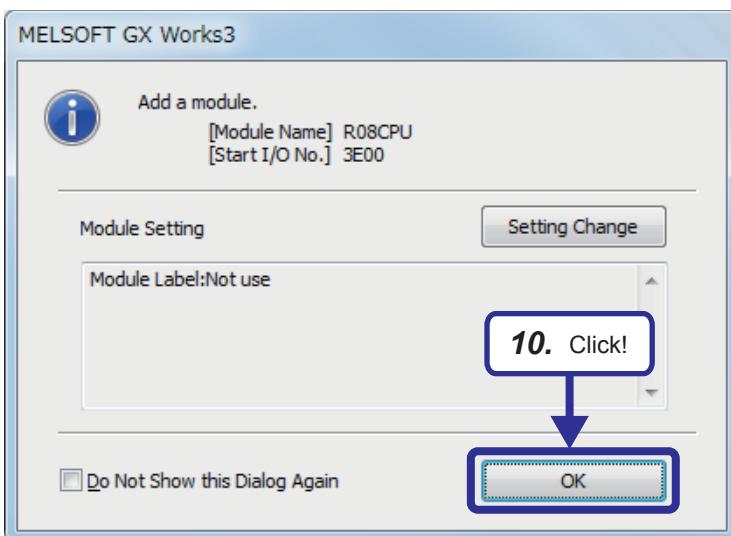 MELSOFT GX Works3
Add a module.
[Module Name] R08CPU
[Start I/O No.] 3E00
Module Setting
Setting Change
Module Label:Not use
10. Click!
Do Not Show this Dialog Again
OK